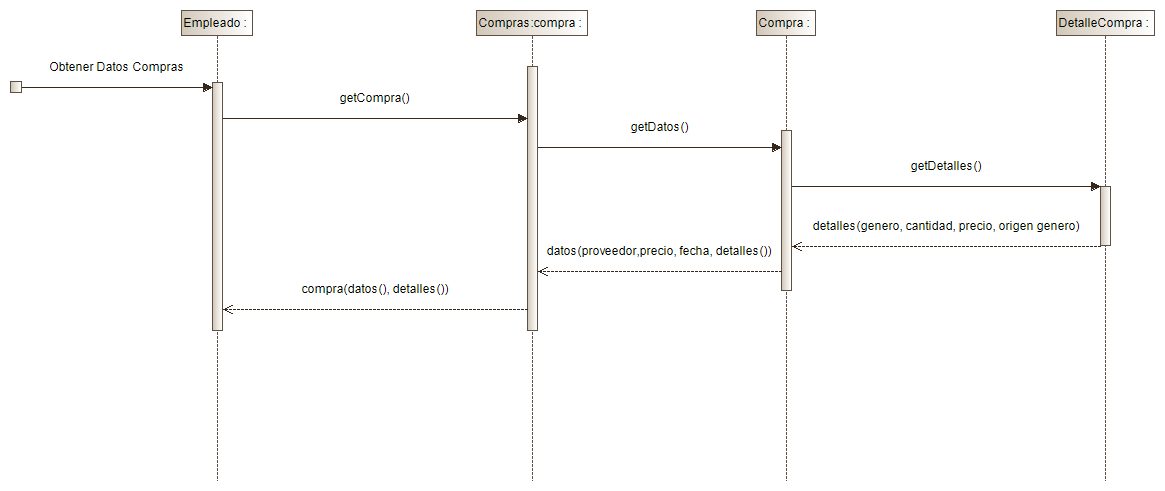 Empleado :
Compras:compra :
Compra :
DetalleCompra :
Obtener Datos Compras
getCompra()
getDatos()
getDetalles()
detalles(genero, cantidad, precio, origen genero)
datos(proveedor,precio, fecha, detalles())
compra(datos(), detalles())